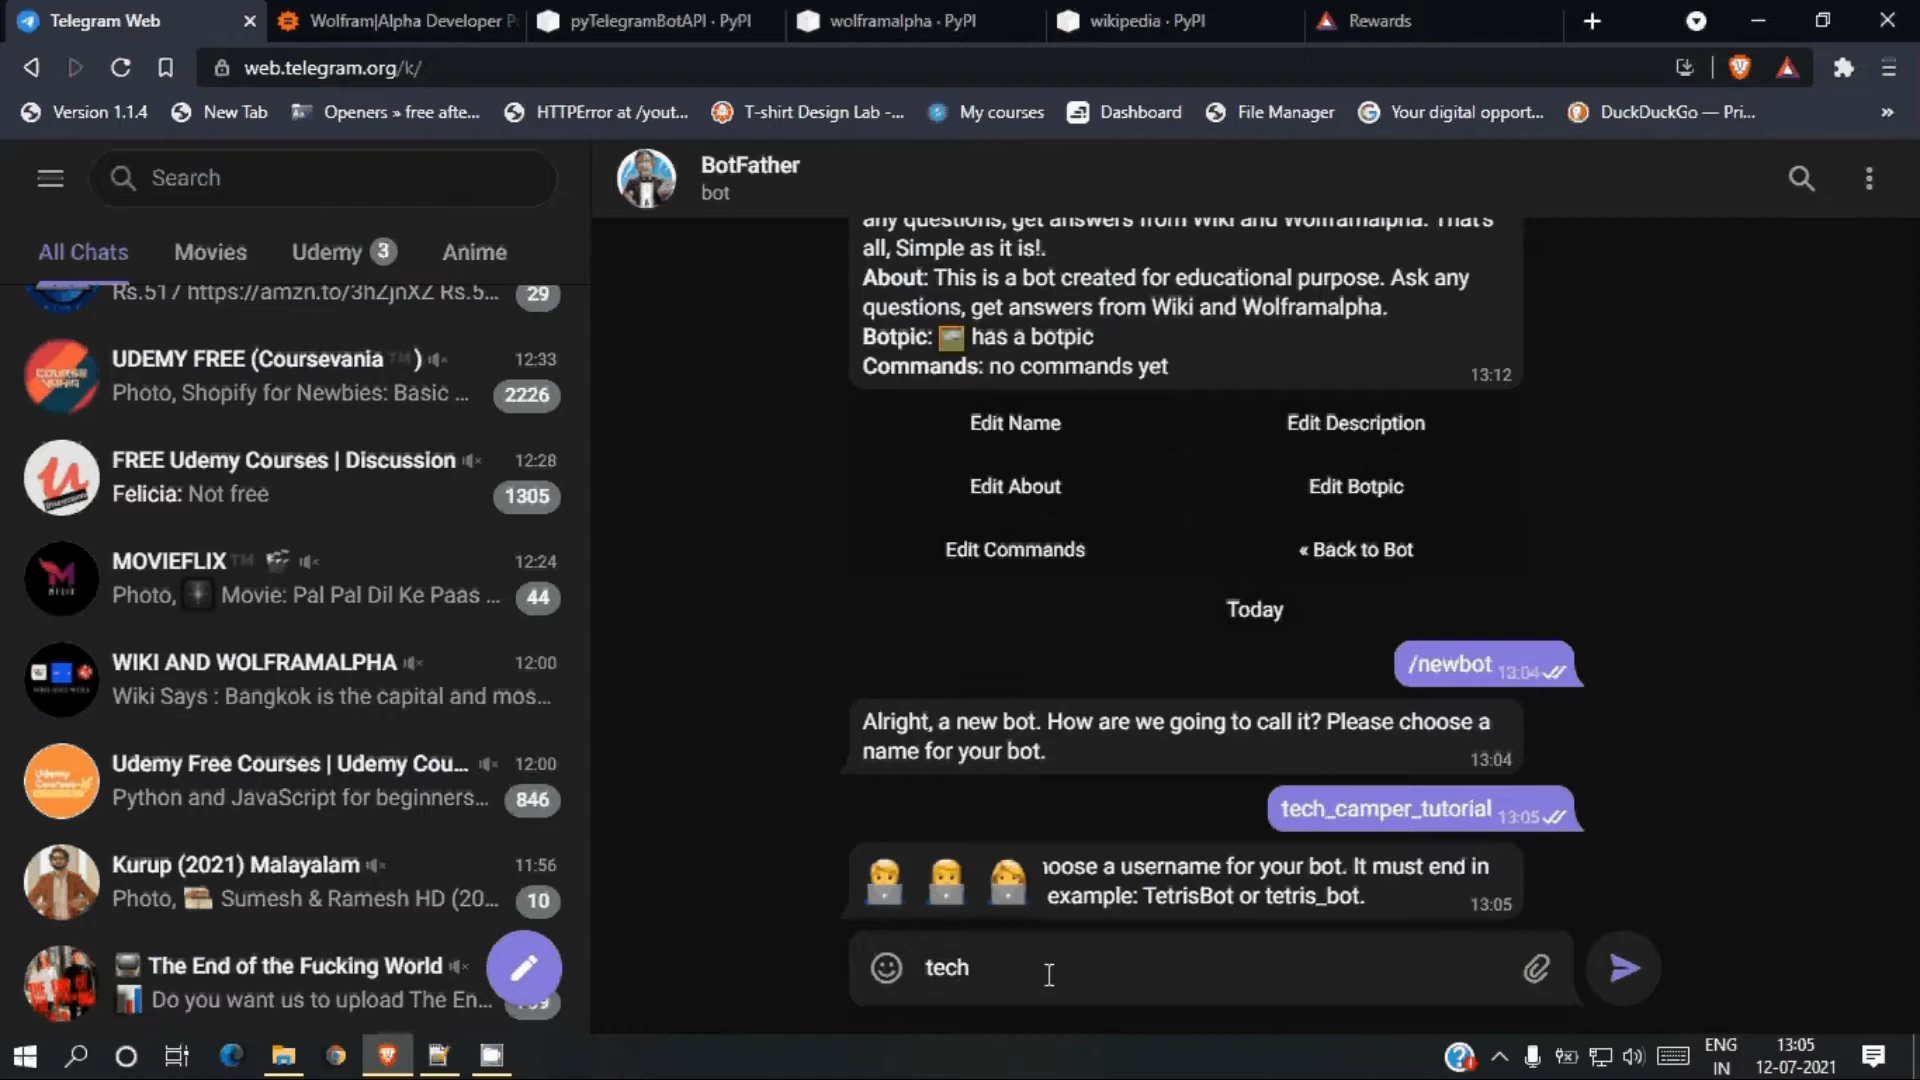 Telegram Web
Wolfram|Alpha Developer P
pyTelegramBotAPI · PyPI
wolframalpha · PyPI
wikipedia · PyPI
Rewards
web.telegram.org/k/
Version 1.1.4
New Tab
Openers » free afte...
HTTPError at /yout...
T-shirt Design Lab -...
My courses
Dashboard
File Manager
Your digital opport...
DuckDuckGo — Pri...
»
Search
All Chats
Movies
Udemy 3
Anime
Rs.517 https://amzn.to/3hZjnXZ Rs.5... 29
UDEMY FREE (Coursevania ™ ) 12:33
Photo, Shopify for Newbies: Basic ... 2226
FREE Udemy Courses | Discussion 12:28
Felicia: Not free 1305
MOVIEFLIX™ 12:24
Photo, Movie: Pal Pal Dil Ke Paas ... 44
WIKI AND WOLFRAMALPHA 12:00
Wiki Says : Bangkok is the capital and mos...
Udemy Free Courses | Udemy Cou... 12:00
Python and JavaScript for beginners... 846
Kurup (2021) Malayalam 11:56
Photo, Sumesh & Ramesh HD (20... 10
The End of the Fucking World
Do you want us to upload The En...
BotFather
bot
any questions, get answers from Wiki and Wolframalpha. That's
all, Simple as it is!.
About: This is a bot created for educational purpose. Ask any
questions, get answers from Wiki and Wolframalpha.
Botpic: has a botpic
Commands: no commands yet 13:12
Edit Name
Edit Description
Edit About
Edit Botpic
Edit Commands
« Back to Bot
Today
/newbot 13:04
Alright, a new bot. How are we going to call it? Please choose a
name for your bot. 13:04
tech_camper_tutorial 13:05
oose a username for your bot. It must end in
example: TetrisBot or tetris_bot. 13:05
tech
ENG
IN
13:05
12-07-2021